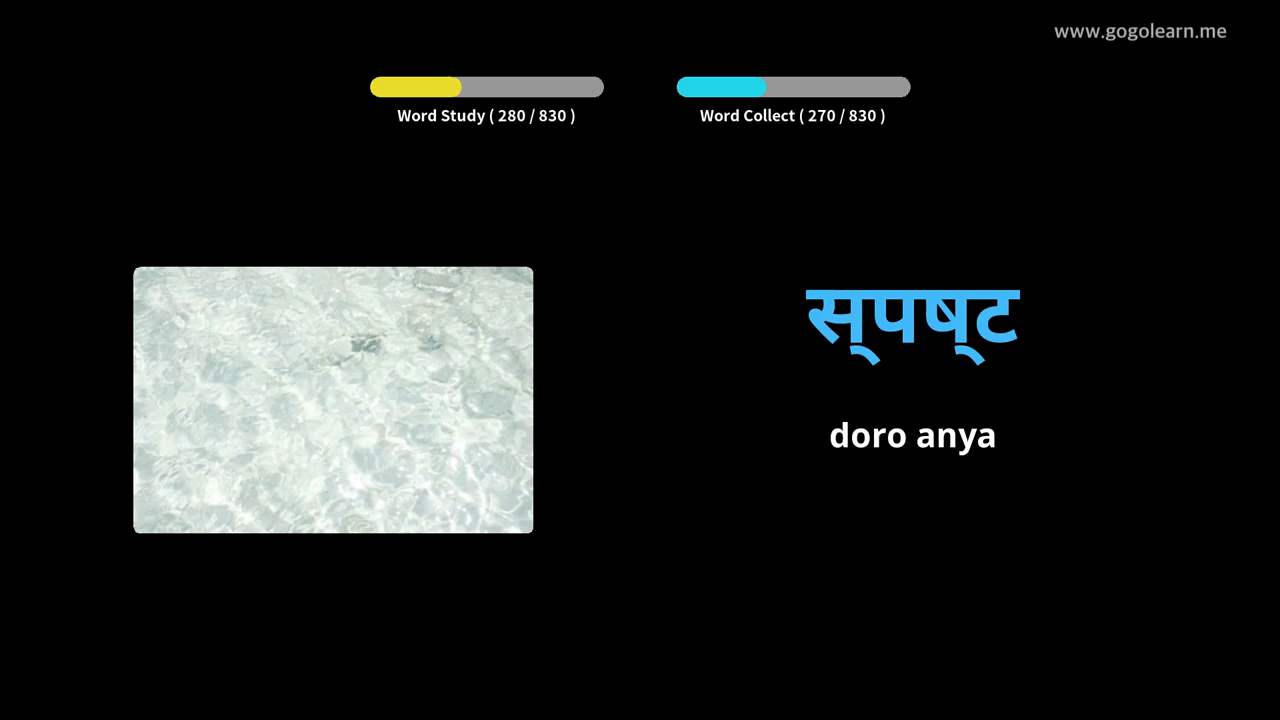 www.gogolearn.me
Word Study ( 280 / 830 )
Word Collect ( 270 / 830 )
स्पष्ट
doro anya